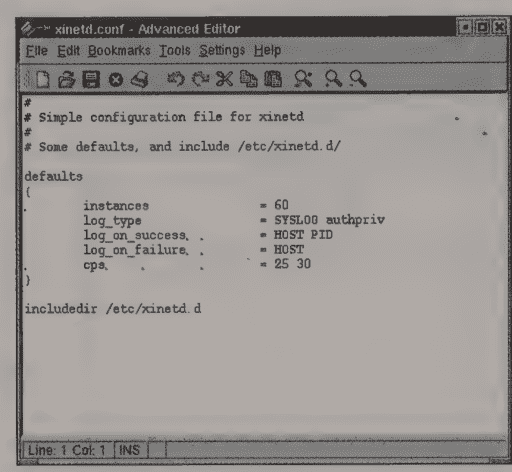 xinetd.conf - Advanced Editor
File Edit Bookmarks Tools Settings Help
#
# Simple configuration file for xinetd
#
# Some defaults, and include /etc/xinetd.d/
defaults
{
instances = 60
log_type = SYSLOG authpriv
log_on_success = HOST PID
log_on_failure = HOST
cps = 25 30
}
includedir /etc/xinetd.d
Line: 1 Col: 1 INS